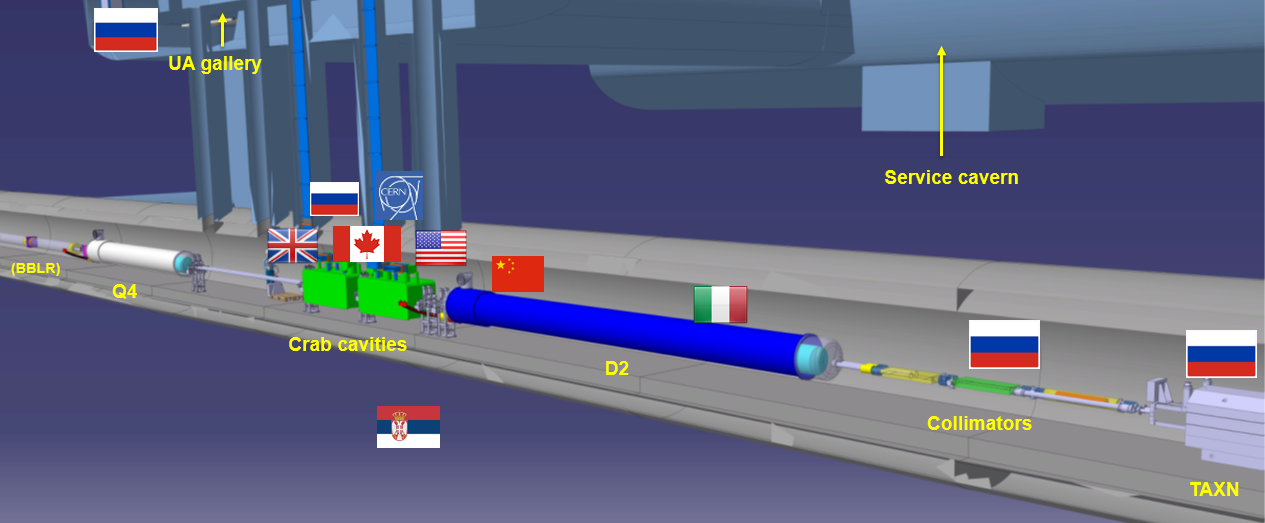 UA gallery
Service cavern
CERN
(BBLR)
Q4
Crab cavities
D2
Collimators
TAXN